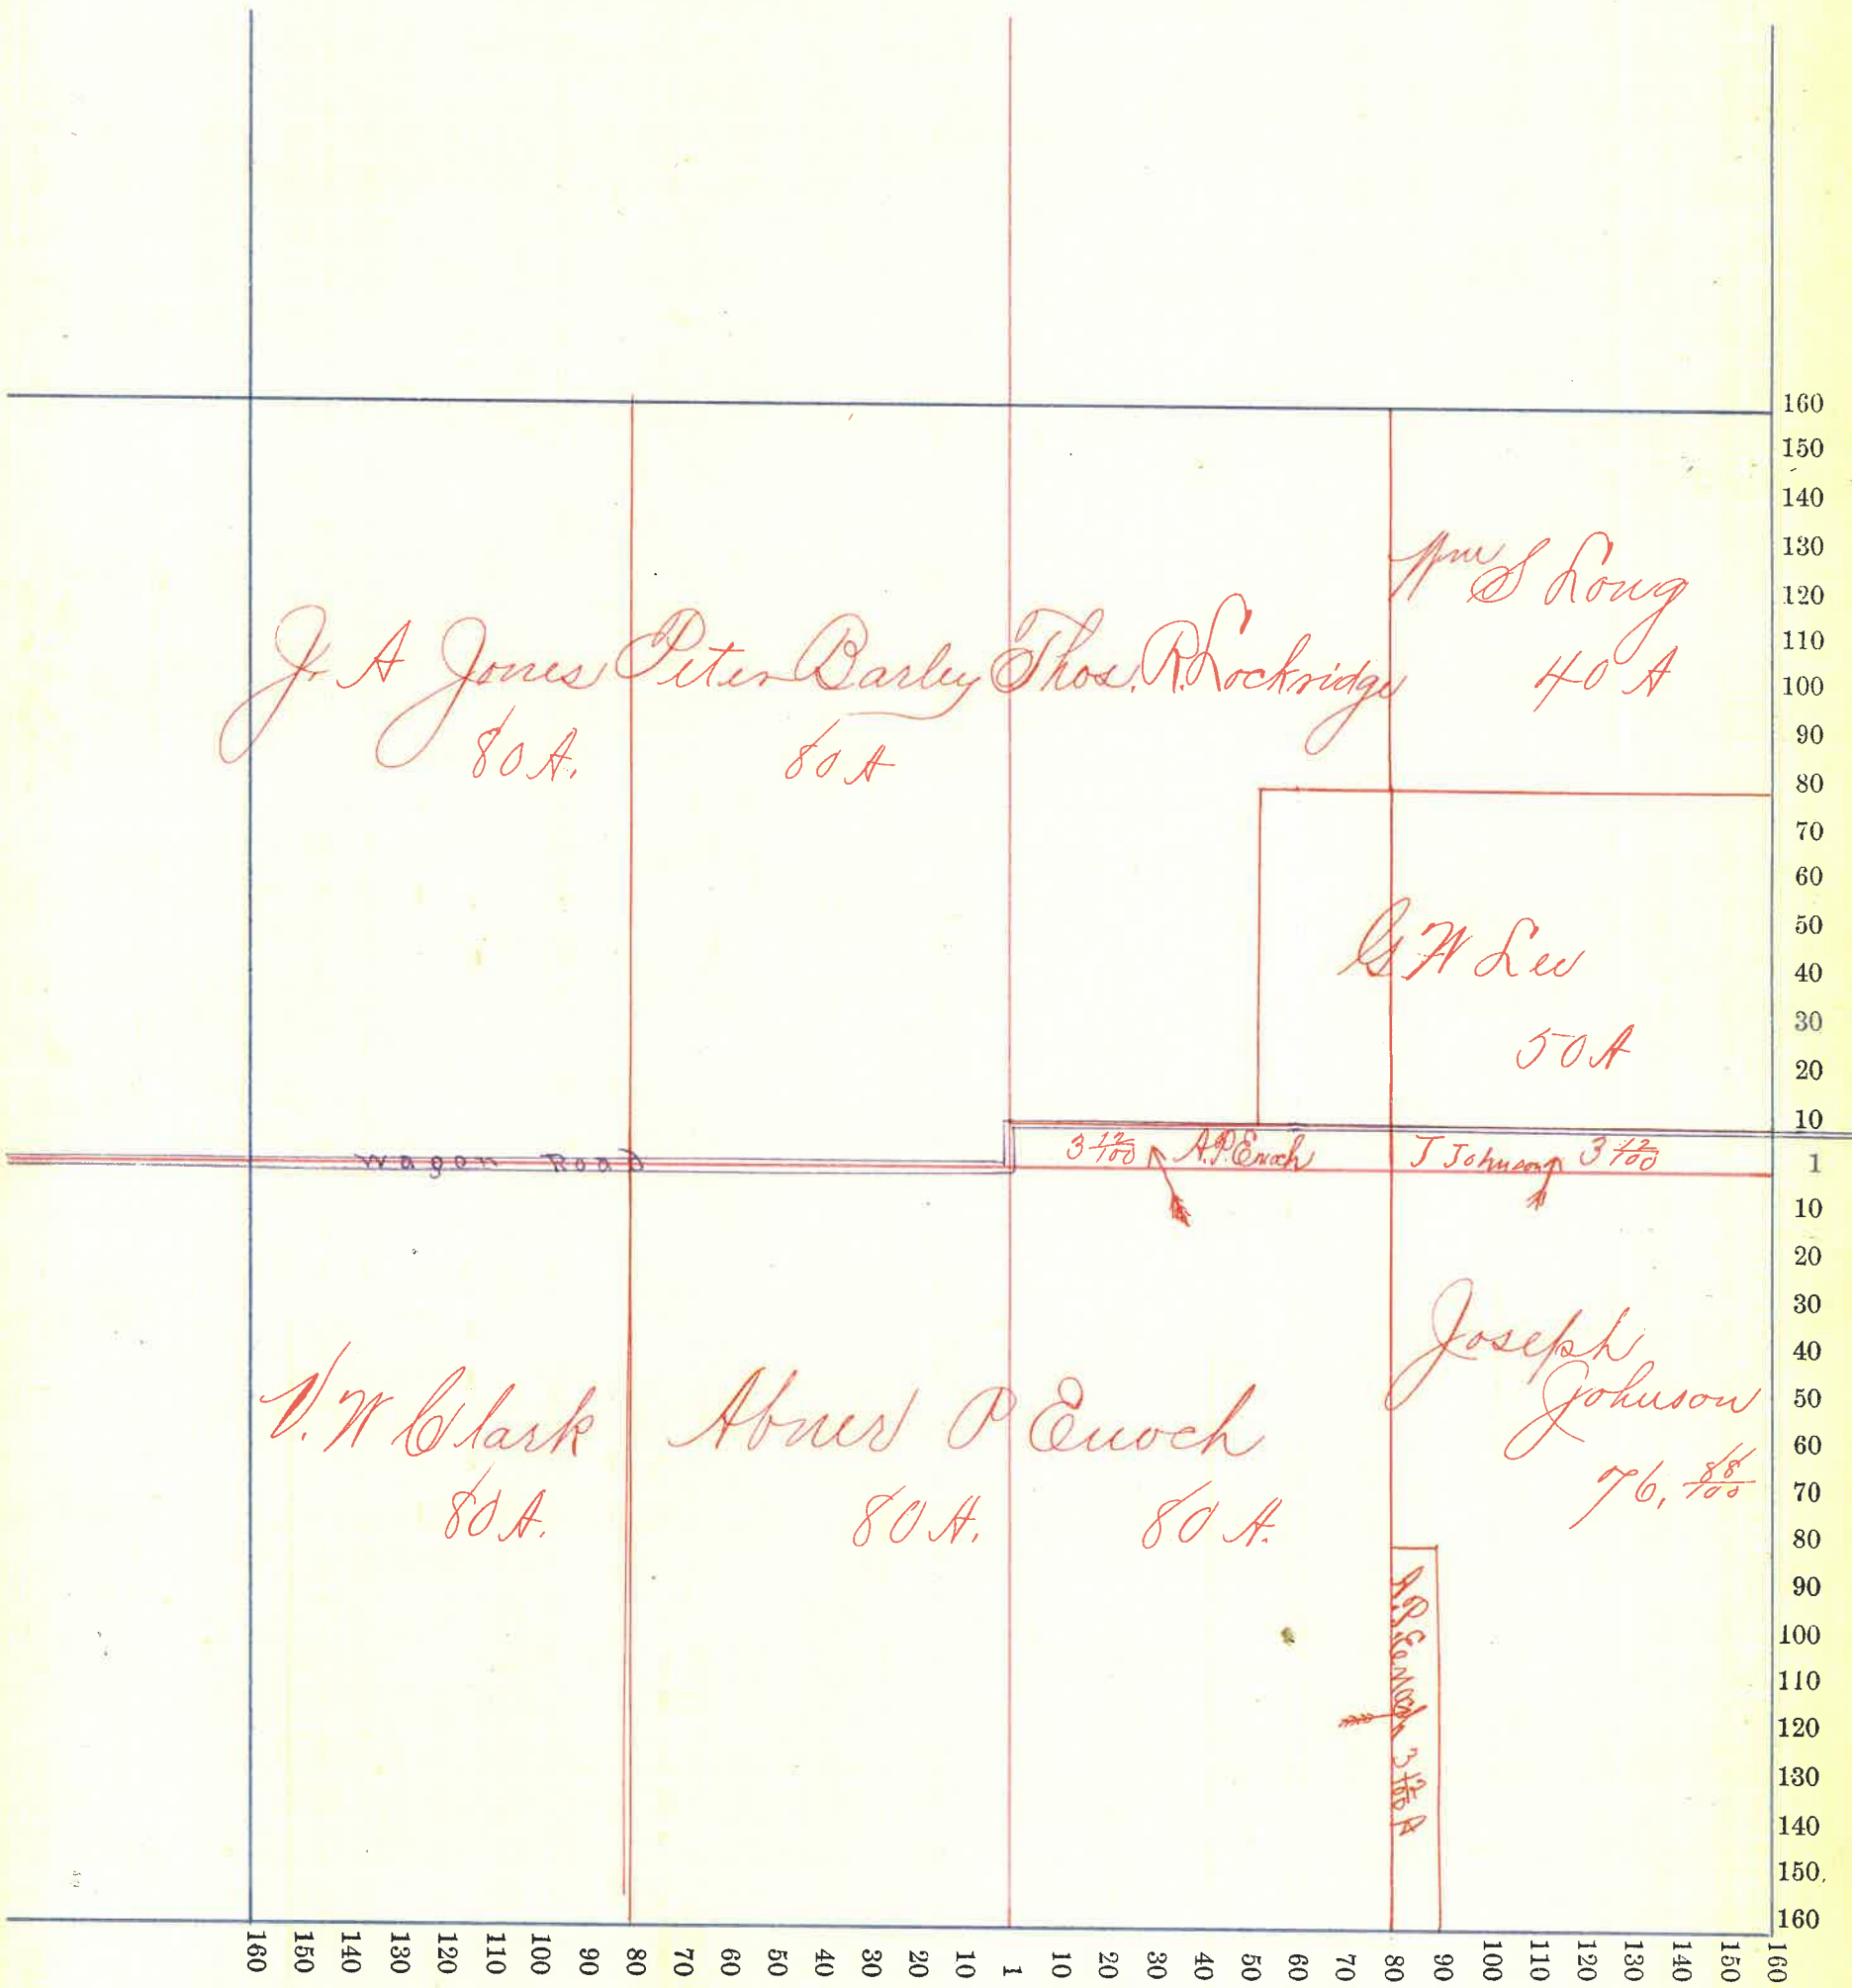 Wm S Long
40 A
Jr A Jones
80 A.
Peter Barley
80 A
Thos. R. Lockridge
G W Lee
50 A
Wagon Road
3 12/100 A.P. Enoch
J Johnson 3 12/100
V. W Clark
80 A.
Abner P Enoch
80 A.
80 A.
Joseph
Johnson
76, 88/100
A.P. Enoch 3 12/100 A
160
150
140
130
120
110
100
90
80
70
60
50
40
30
20
10
1
10
20
30
40
50
60
70
80
90
100
110
120
130
140
150
160
160 150 140 130 120 110 100 90 80 70 60 50 40 30 20 10 1 10 20 30 40 50 60 70 80 90 100 110 120 130 140 150 160